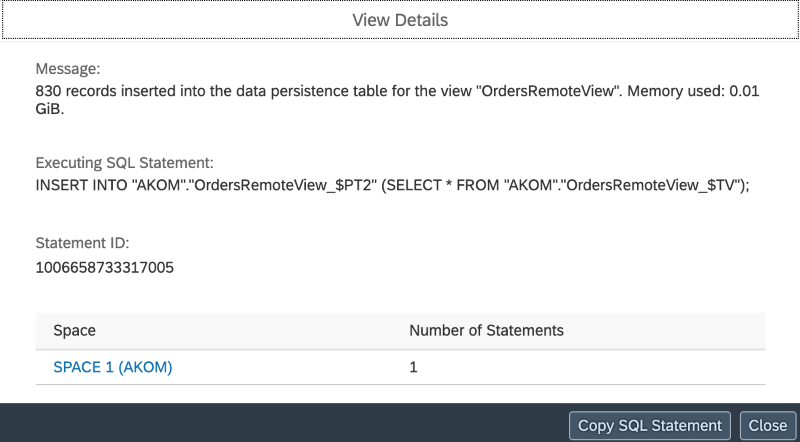 View Details
Message:
830 records inserted into the data persistence table for the view "OrdersRemoteView". Memory used: 0.01
GiB.
Executing SQL Statement:
INSERT INTO "AKOM"."OrdersRemoteView_$PT2" (SELECT * FROM "AKOM"."OrdersRemoteView_$TV");
Statement ID:
1006658733317005
Space Number of Statements
SPACE 1 (AKOM) 1
Copy SQL Statement Close